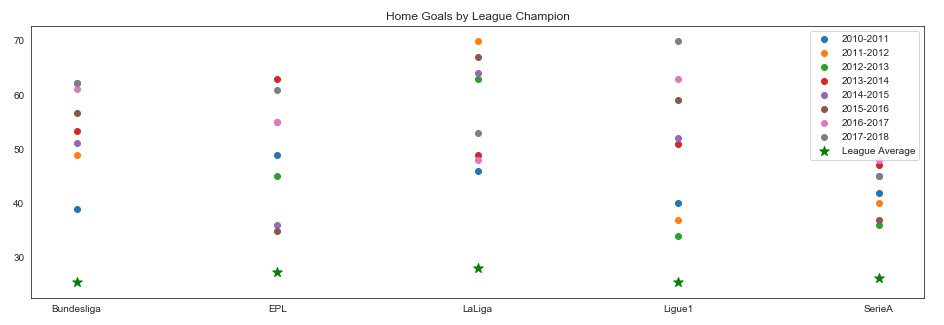 Home Goals by League Champion
70
60
50
40
30
Bundesliga
EPL
LaLiga
Ligue1
SerieA
2010-2011
2011-2012
2012-2013
2013-2014
2014-2015
2015-2016
2016-2017
2017-2018
League Average